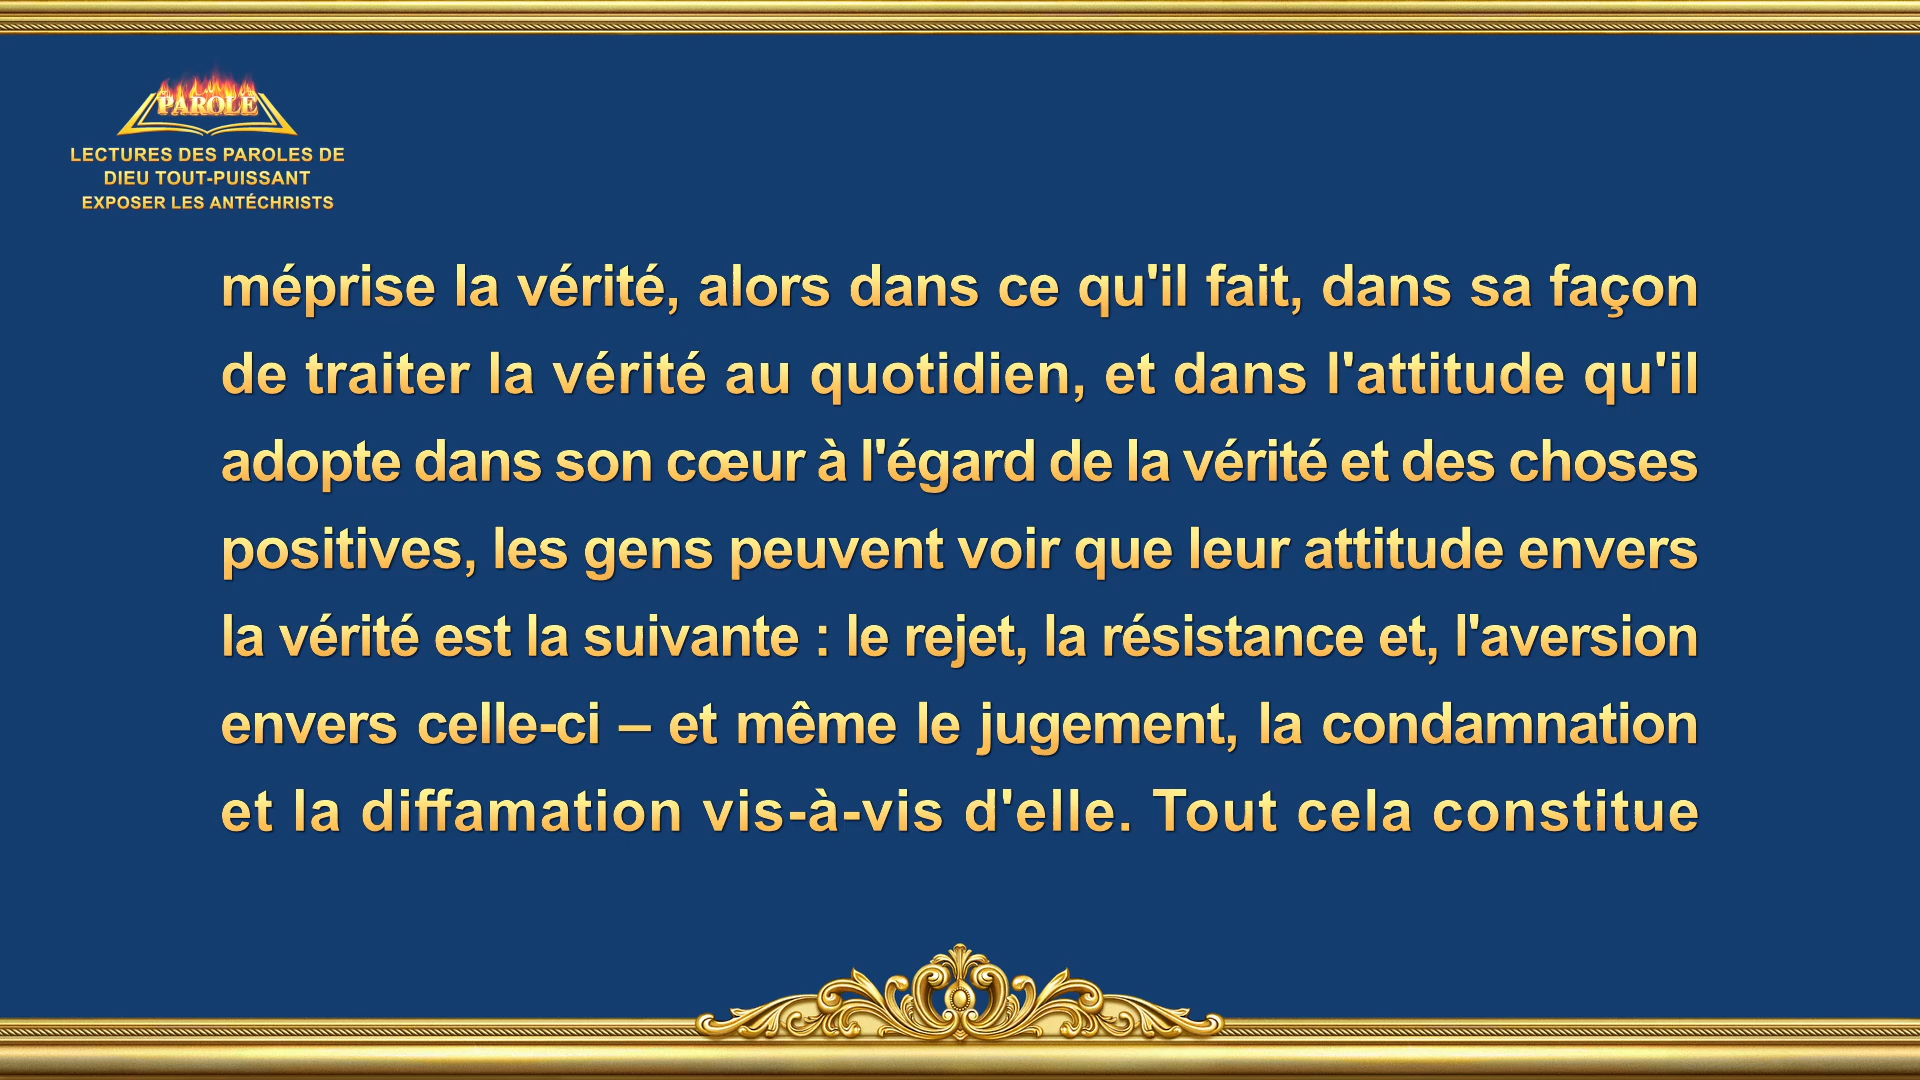 PAROLE
LECTURES DES PAROLES DE
DIEU TOUT-PUISSANT
EXPOSER LES ANTÉCHRISTS
méprise la vérité, alors dans ce qu'il fait, dans sa façon
de traiter la vérité au quotidien, et dans l'attitude qu'il
adopte dans son cœur à l'égard de la vérité et des choses
positives, les gens peuvent voir que leur attitude envers
la vérité est la suivante : le rejet, la résistance et, l'aversion
envers celle-ci – et même le jugement, la condamnation
et la diffamation vis-à-vis d'elle. Tout cela constitue